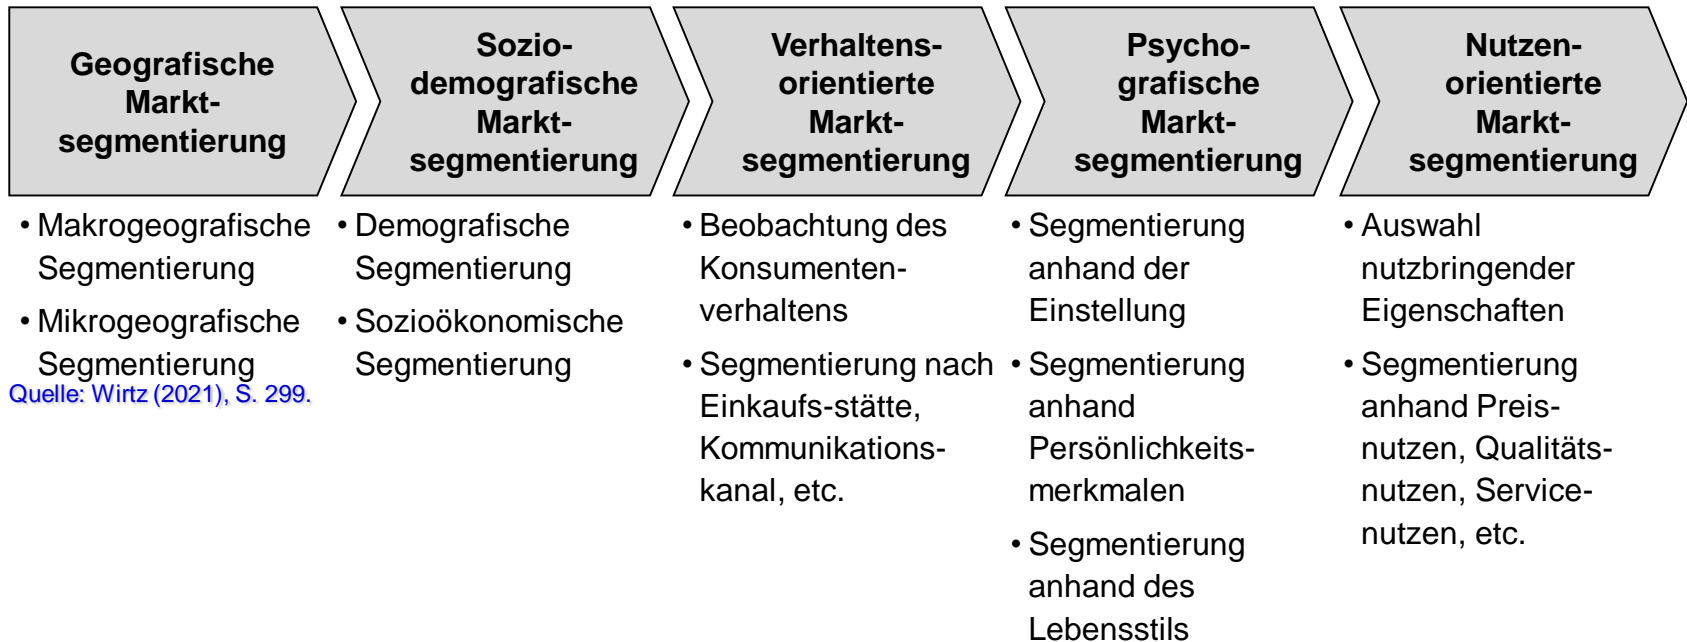 Geografische
Markt-
segmentierung
Sozio-
demografische
Markt-
segmentierung
Verhaltens-
orientierte
Markt-
segmentierung
Psycho-
grafische
Markt-
segmentierung
Nutzen-
orientierte
Markt-
segmentierung
• Makrogeografische
Segmentierung
• Mikrogeografische
Segmentierung
Quelle: Wirtz (2021), S. 299.
• Demografische
Segmentierung
• Sozioökonomische
Segmentierung
• Beobachtung des
Konsumenten-
verhaltens
• Segmentierung nach
Einkaufs-stätte,
Kommunikations-
kanal, etc.
• Segmentierung
anhand der
Einstellung
• Segmentierung
anhand
Persönlichkeits-
merkmalen
• Segmentierung
anhand des
Lebensstils
• Auswahl
nutzbringender
Eigenschaften
• Segmentierung
anhand Preis-
nutzen, Qualitäts-
nutzen, Service-
nutzen, etc.